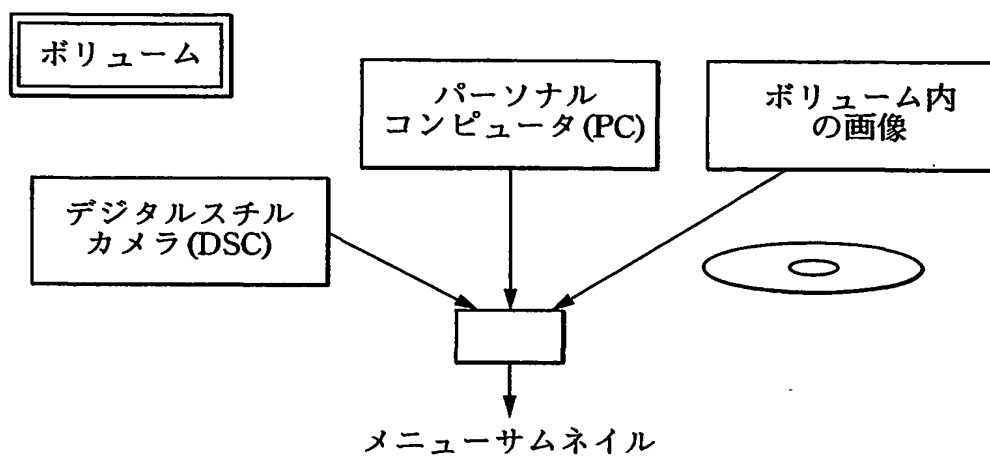 ボリューム
パーソナル
コンピュータ(PC)
ボリューム内
の画像
デジタルスチル
カメラ(DSC)
メニューサムネイル